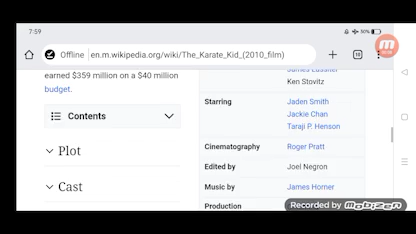 7:59
50%
Offline en.m.wikipedia.org/wiki/The_Karate_Kid_(2010_film)
10
earned $359 million on a $40 million
budget.
Contents
Plot
Cast
James Lassiter
Ken Stovitz
Starring Jaden Smith
Jackie Chan
Taraji P. Henson
Cinematography Roger Pratt
Edited by Joel Negron
Music by James Horner
Production
Recorded by Mobizen